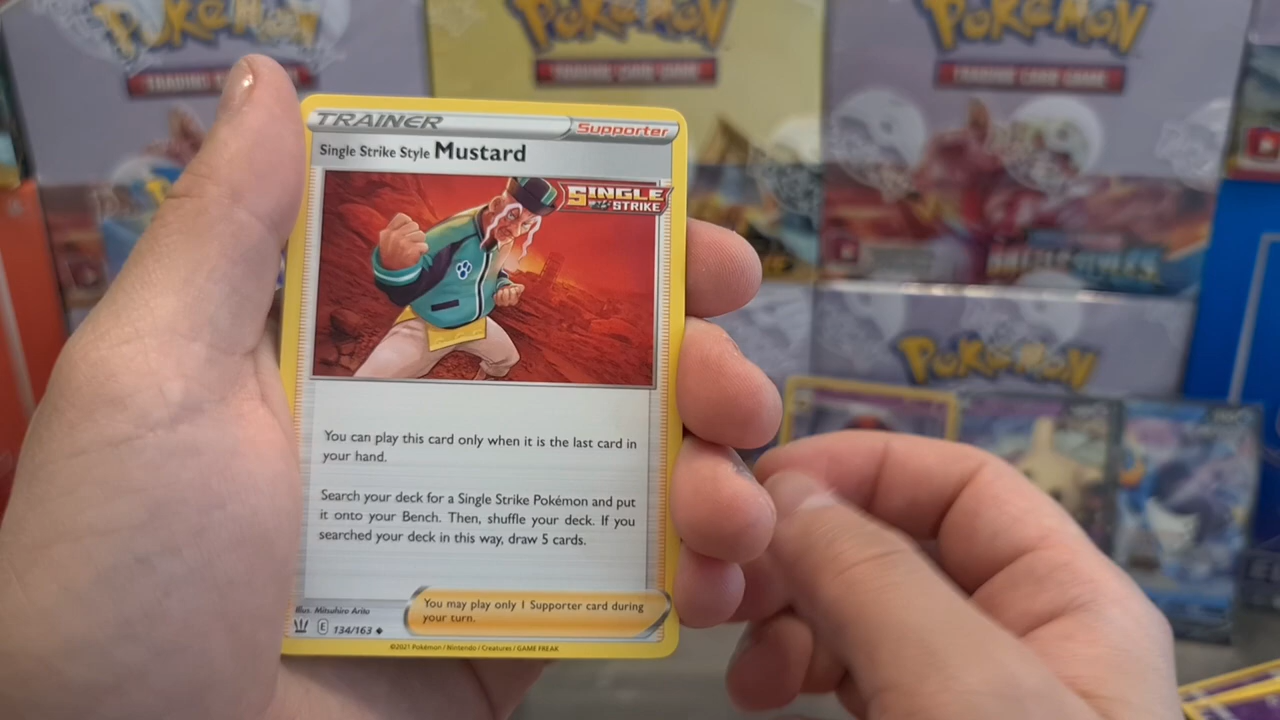 POKÉMON
TRADING CARD GAME
POKÉMON
TRADING CARD GAME
POKÉMON
TRADING CARD GAME
BATTLE STYLES
POKÉMON
TRAINER
Supporter
Single Strike Style Mustard
SINGLE
STRIKE
You can play this card only when it is the last card in
your hand.
Search your deck for a Single Strike Pokémon and put
it onto your Bench. Then, shuffle your deck. If you
searched your deck in this way, draw 5 cards.
You may play only 1 Supporter card during
your turn.
Illus. Mitsuhiro Arito
E 134/163
©2021 Pokémon / Nintendo / Creatures / GAME FREAK